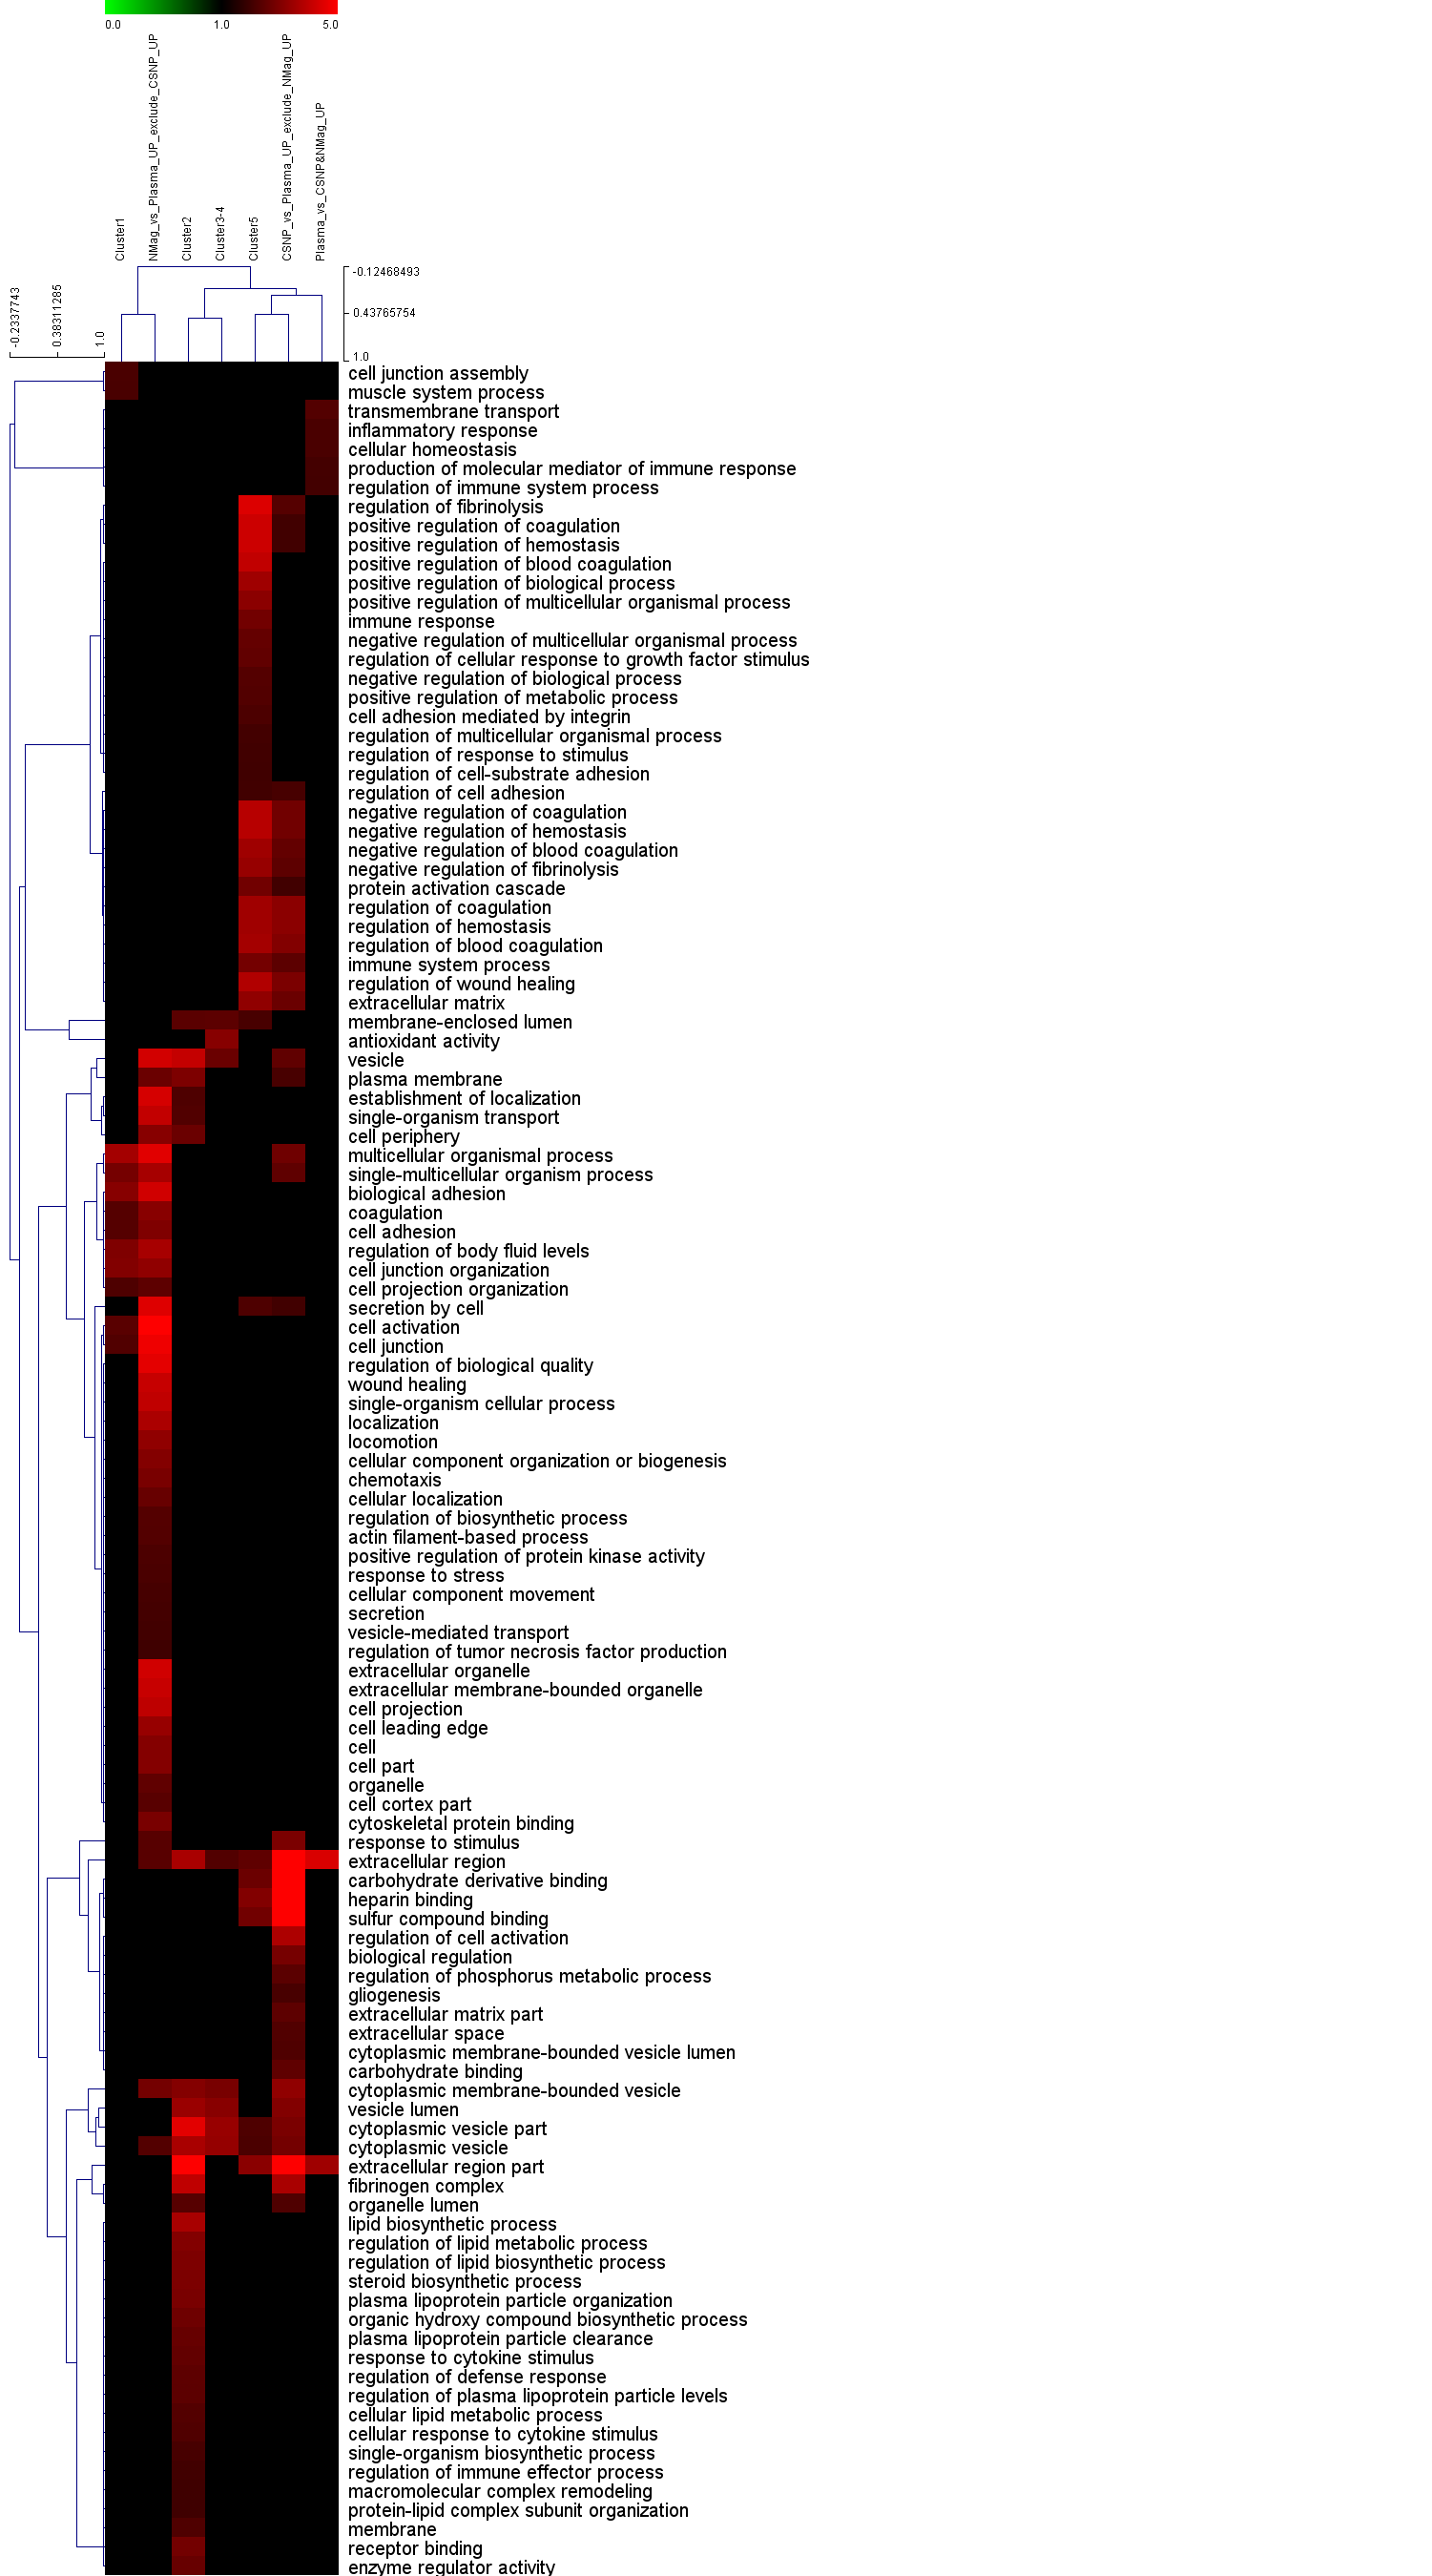 0.0 1.0 5.0
Cluster1
NMag_vs_Plasma_UP_exclude_CSNP_UP
Cluster2
Cluster3-4
Cluster5
CSNP_vs_Plasma_UP_exclude_NMag_UP
Plasma_vs_CSNP&NMag_UP
-0.12468493
0.43765754
1.0
-0.2337743
0.38311285
1.0
cell junction assembly
muscle system process
transmembrane transport
inflammatory response
cellular homeostasis
production of molecular mediator of immune response
regulation of immune system process
regulation of fibrinolysis
positive regulation of coagulation
positive regulation of hemostasis
positive regulation of blood coagulation
positive regulation of biological process
positive regulation of multicellular organismal process
immune response
negative regulation of multicellular organismal process
regulation of cellular response to growth factor stimulus
negative regulation of biological process
positive regulation of metabolic process
cell adhesion mediated by integrin
regulation of multicellular organismal process
regulation of response to stimulus
regulation of cell-substrate adhesion
regulation of cell adhesion
negative regulation of coagulation
negative regulation of hemostasis
negative regulation of blood coagulation
negative regulation of fibrinolysis
protein activation cascade
regulation of coagulation
regulation of hemostasis
regulation of blood coagulation
immune system process
regulation of wound healing
extracellular matrix
membrane-enclosed lumen
antioxidant activity
vesicle
plasma membrane
establishment of localization
single-organism transport
cell periphery
multicellular organismal process
single-multicellular organism process
biological adhesion
coagulation
cell adhesion
regulation of body fluid levels
cell junction organization
cell projection organization
secretion by cell
cell activation
cell junction
regulation of biological quality
wound healing
single-organism cellular process
localization
locomotion
cellular component organization or biogenesis
chemotaxis
cellular localization
regulation of biosynthetic process
actin filament-based process
positive regulation of protein kinase activity
response to stress
cellular component movement
secretion
vesicle-mediated transport
regulation of tumor necrosis factor production
extracellular organelle
extracellular membrane-bounded organelle
cell projection
cell leading edge
cell
cell part
organelle
cell cortex part
cytoskeletal protein binding
response to stimulus
extracellular region
carbohydrate derivative binding
heparin binding
sulfur compound binding
regulation of cell activation
biological regulation
regulation of phosphorus metabolic process
gliogenesis
extracellular matrix part
extracellular space
cytoplasmic membrane-bounded vesicle lumen
carbohydrate binding
cytoplasmic membrane-bounded vesicle
vesicle lumen
cytoplasmic vesicle part
cytoplasmic vesicle
extracellular region part
fibrinogen complex
organelle lumen
lipid biosynthetic process
regulation of lipid metabolic process
regulation of lipid biosynthetic process
steroid biosynthetic process
plasma lipoprotein particle organization
organic hydroxy compound biosynthetic process
plasma lipoprotein particle clearance
response to cytokine stimulus
regulation of defense response
regulation of plasma lipoprotein particle levels
cellular lipid metabolic process
cellular response to cytokine stimulus
single-organism biosynthetic process
regulation of immune effector process
macromolecular complex remodeling
protein-lipid complex subunit organization
membrane
receptor binding
enzyme regulator activity